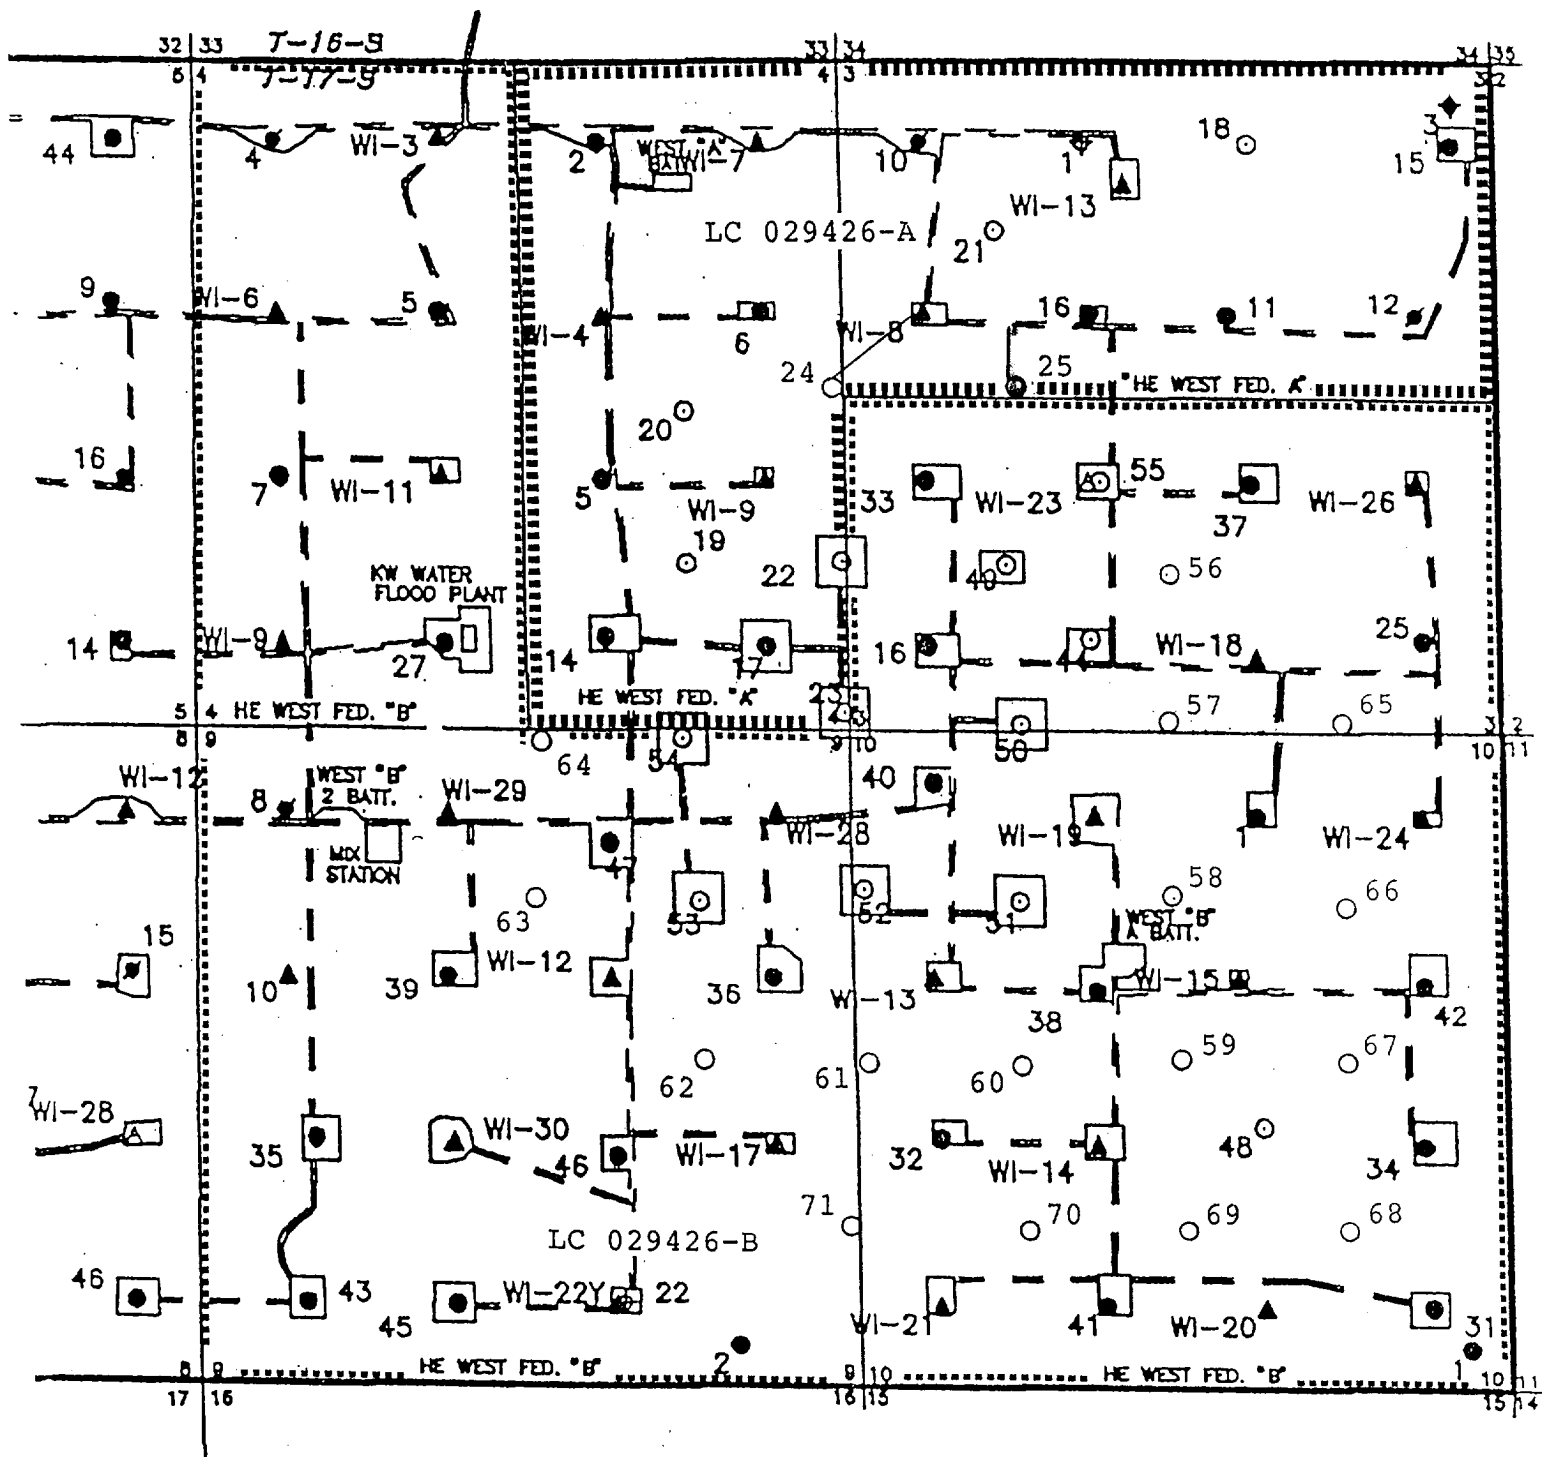 32 33 T-16-S 33 34 34 35
5 4 T-17-S 4 3 3 2
44 4 WI-3 2 WEST "A" BATT. WI-7 10 1 18 3 15
WI-13
LC 029426-A 21
9 WI-6 5 WI-4 6 WI-8 16 11 12
24 25 "HE WEST FED. A"
20
16 7 WI-11 5 WI-9 33 WI-23 55 37 WI-26
19 22 49 56
KW WATER
FLOOD PLANT
14 WI-9 27 14 17 16 WI-18 25
5 4 HE WEST FED. "B" HE WEST FED. "A" 23 4 3 57 65 3 2
8 9 64 54 9 10 50 10 11
WI-12 8 WEST "B"
2 BATT. WI-29 47 WI-28 40 WI-19 1 WI-24
MIX
STATION
63 53 52 51 58 66
WEST "B"
A BATT.
15 10 39 WI-12 36 WI-13 38 WI-15 42
62 61 60 59 67
7
WI-28 35 WI-30 46 WI-17 32 WI-14 48 34
71 70 69 68
LC 029426-B
46 43 45 WI-22Y 22 WI-21 41 WI-20 31
2 1
8 9 HE WEST FED. "B" 9 10 HE WEST FED. "B" 10 11
17 16 16 15 15 14